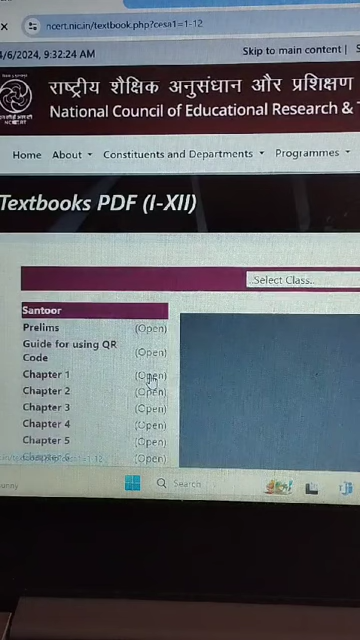 ncert.nic.in/textbook.php?cesa1=1-12
4/6/2024, 9:32:24 AM
Skip to main content |
राष्ट्रीय शैक्षिक अनुसंधान और प्रशिक्षण
National Council of Educational Research &
Home About Constituents and Departments Programmes
Textbooks PDF (I-XII)
..Select Class..
Santoor
Prelims (Open)
Guide for using QR
Code (Open)
Chapter 1 (Open)
Chapter 2 (Open)
Chapter 3 (Open)
Chapter 4 (Open)
Chapter 5 (Open)
Chapter 6 (Open)
Search